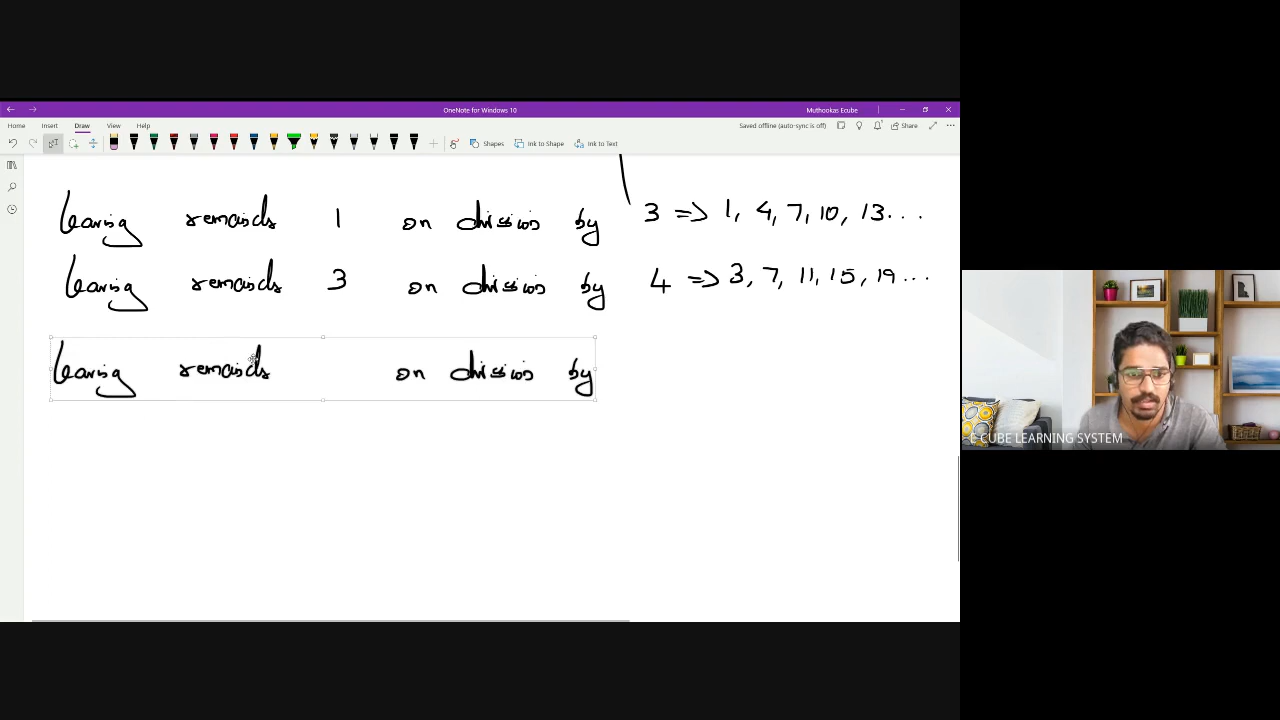 OneNote for Windows 10
Muthookas Ecube
Home Insert Draw View Help
Saved offline (auto-sync is off) Share
Shapes Ink to Shape Ink to Text
leaving remainder 1 on division by 3 => 1, 4, 7, 10, 13...
leaving remainder 3 on division by 4 => 3, 7, 11, 15, 19...
leaving remainder on division by
E CUBE LEARNING SYSTEM